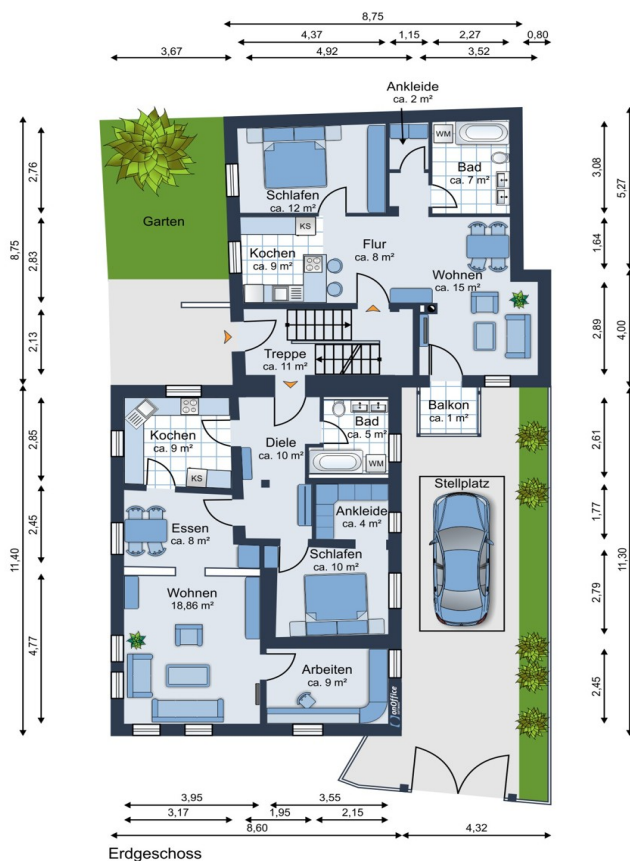 8,75
4,37
1,15
2,27
0,80
3,67
4,92
3,52
Ankleide
ca. 2 m²
WM
Bad
ca. 7 m²
Schlafen
ca. 12 m²
Garten
KS
Kochen
ca. 9 m²
Flur
ca. 8 m²
Wohnen
ca. 15 m²
Treppe
ca. 11 m²
Balkon
ca. 1 m²
Kochen
ca. 9 m²
KS
Diele
ca. 10 m²
Bad
ca. 5 m²
WM
Stellplatz
Essen
ca. 8 m²
Ankleide
ca. 4 m²
Schlafen
ca. 10 m²
Wohnen
18,86 m²
Arbeiten
ca. 9 m²
onOffice
8,75
2,76
2,83
2,13
11,40
2,85
2,45
4,77
3,08
5,27
1,64
2,89
4,00
2,61
1,77
11,30
2,79
2,45
3,95
3,55
3,17
1,95
2,15
8,60
4,32
Erdgeschoss